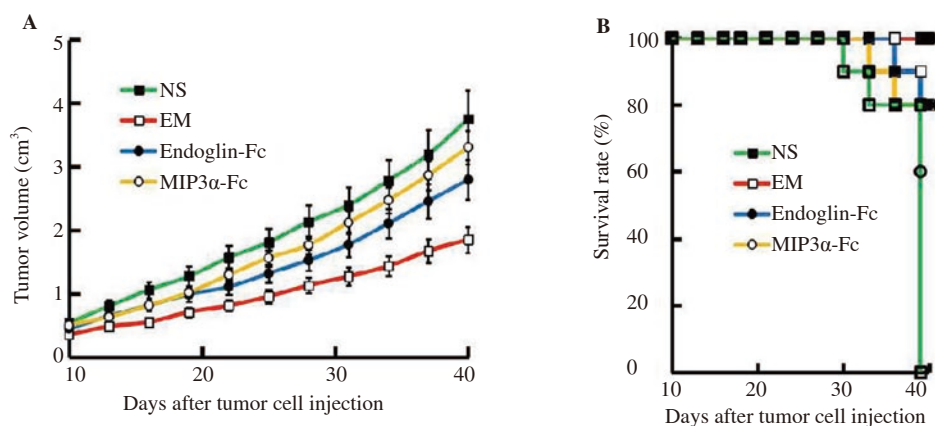 A
5
4
3
2
1
0
Tumor volume (cm³)
NS
EM
Endoglin-Fc
MIP3α-Fc
10
20
30
40
Days after tumor cell injection
B
100
80
60
40
20
0
Survival rate (%)
NS
EM
Endoglin-Fc
MIP3α-Fc
10
20
30
40
Days after tumor cell injection